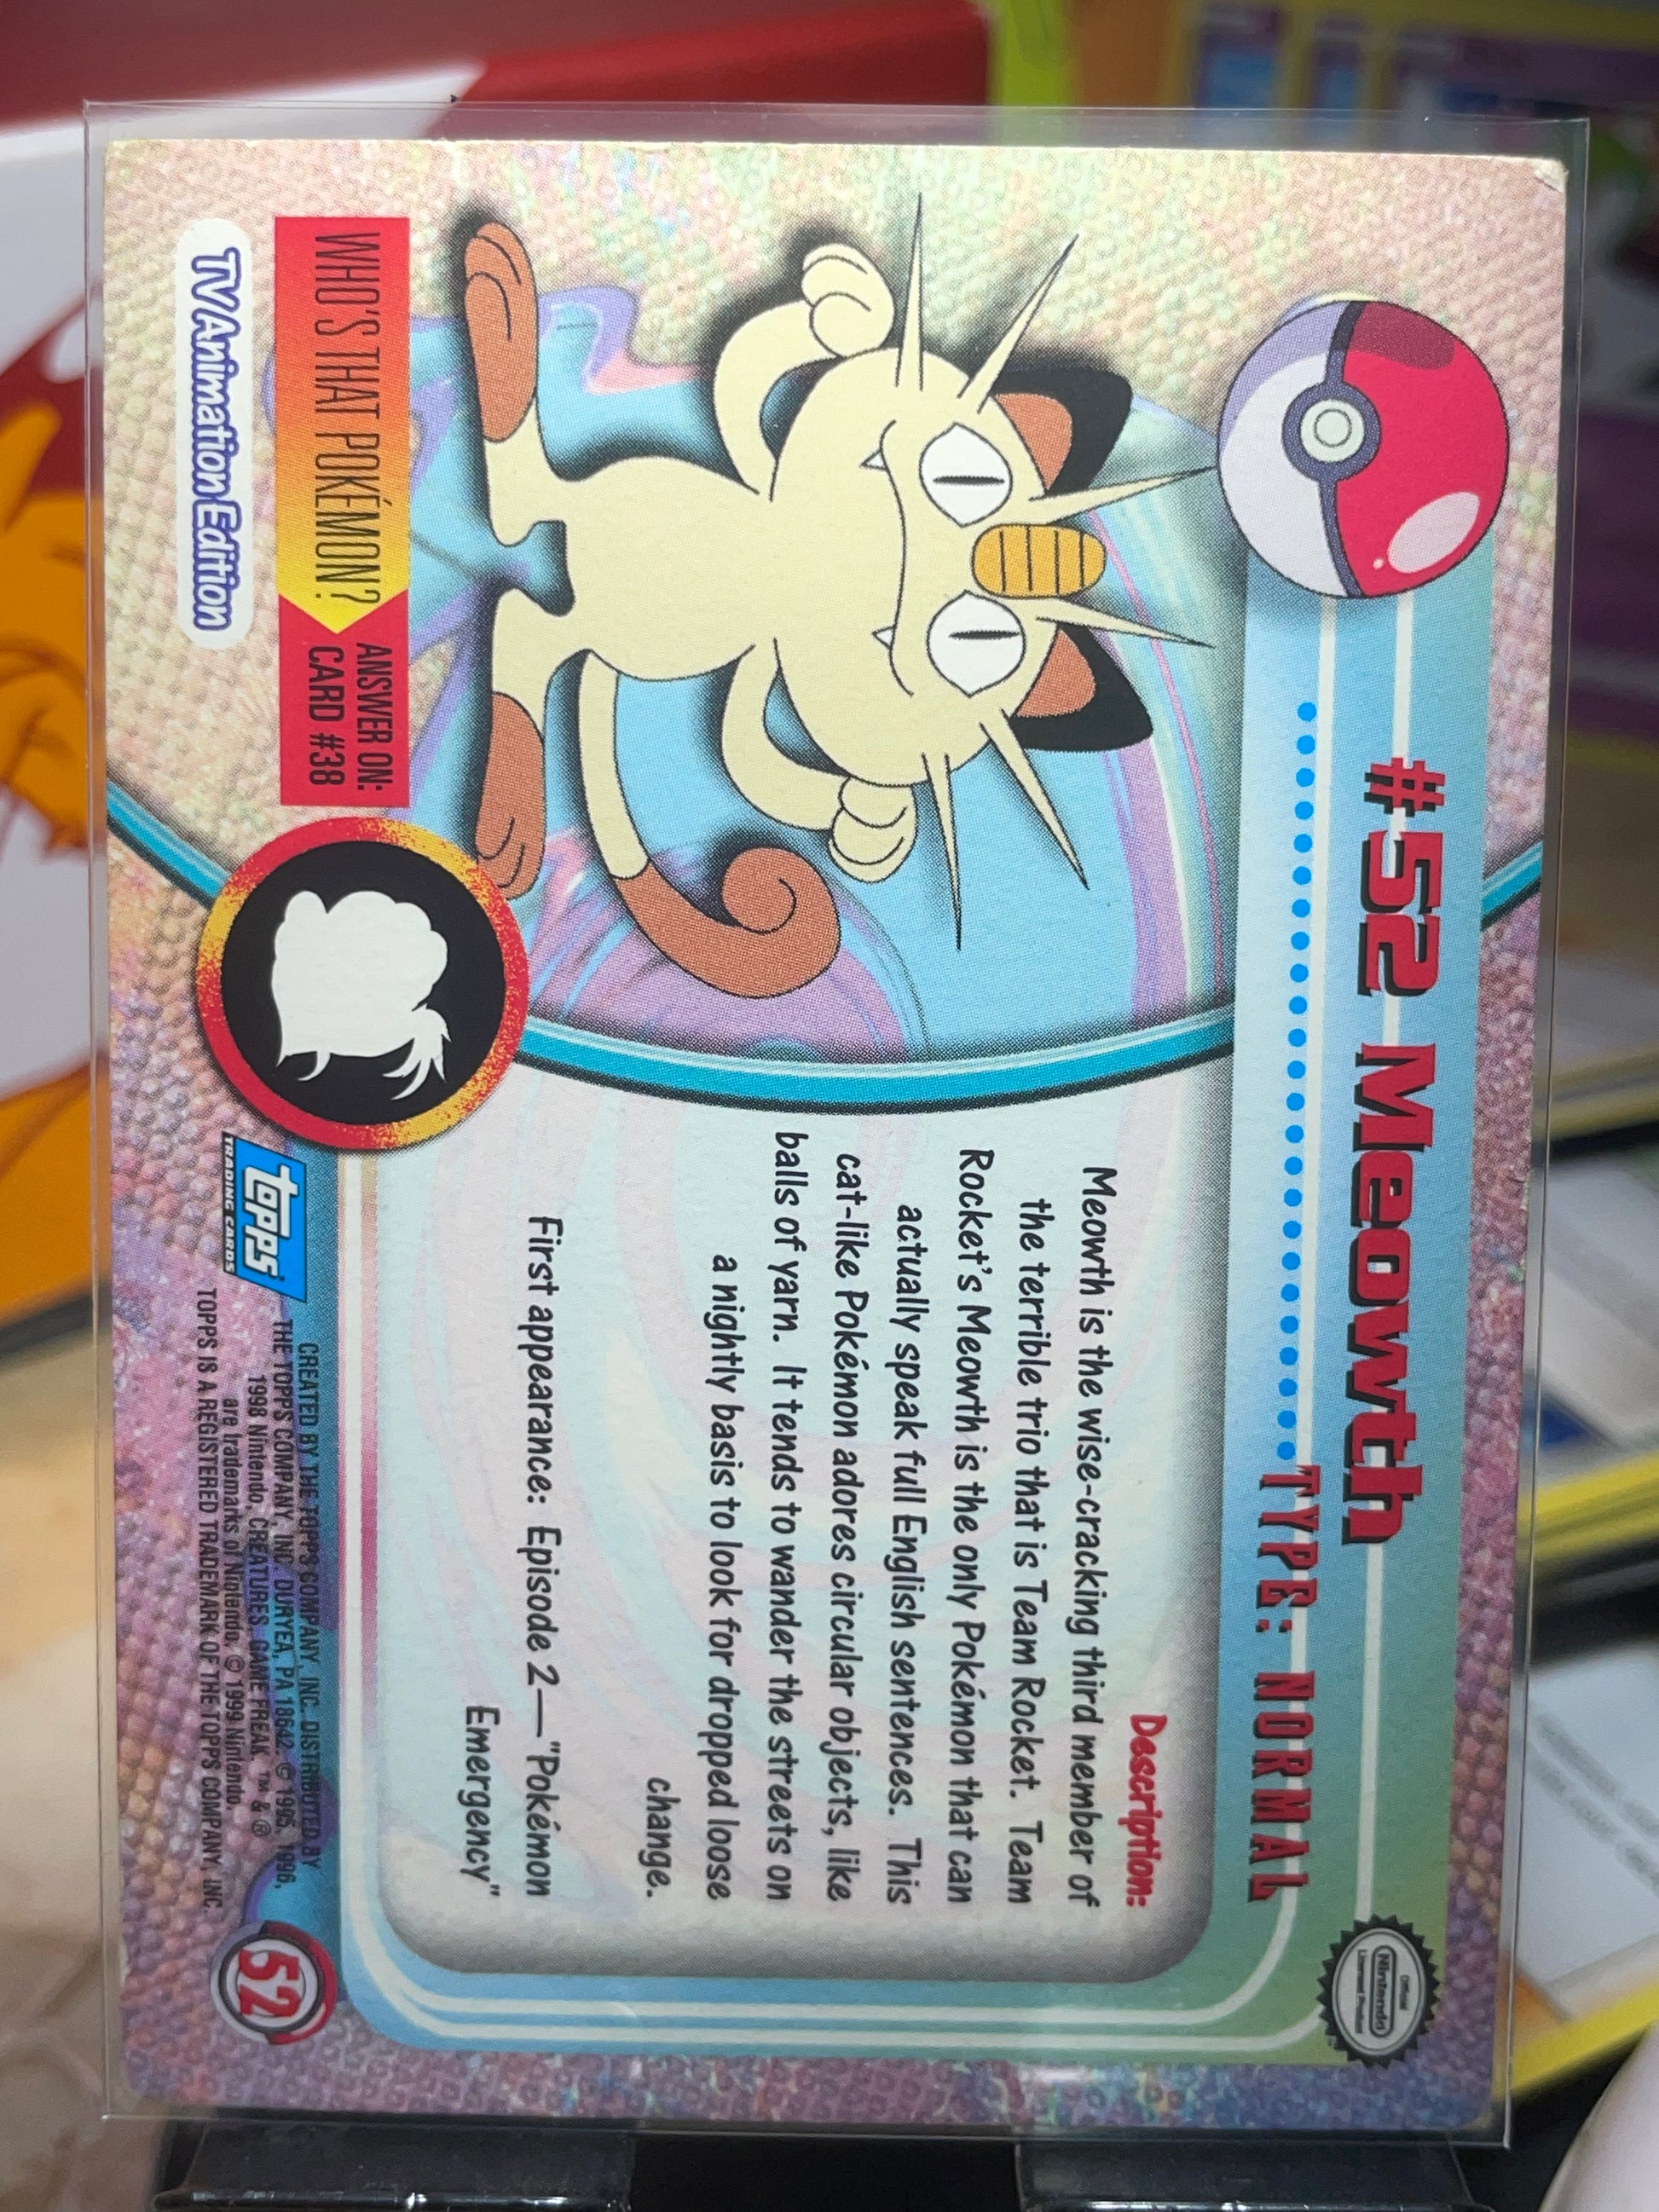 #52 Meowth
TYPE: NORMAL
Official
Nintendo
Licensed Product
Description:
Meowth is the wise-cracking third member of
the terrible trio that is Team Rocket. Team
Rocket's Meowth is the only Pokémon that can
actually speak full English sentences. This
cat-like Pokémon adores circular objects, like
balls of yarn. It tends to wander the streets on
a nightly basis to look for dropped loose
change.
First appearance: Episode 2—"Pokémon
Emergency"
WHO'S THAT POKÉMON?
ANSWER ON:
CARD #38
TV Animation Edition
topps
TRADING CARDS
CREATED BY THE TOPPS COMPANY, INC. DISTRIBUTED BY
THE TOPPS COMPANY, INC. DURYEA, PA 18642. © 1995, 1996,
1998 Nintendo, CREATURES, GAME FREAK. ™ & ®
are trademarks of Nintendo. © 1999 Nintendo.
TOPPS IS A REGISTERED TRADEMARK OF THE TOPPS COMPANY, INC.
52